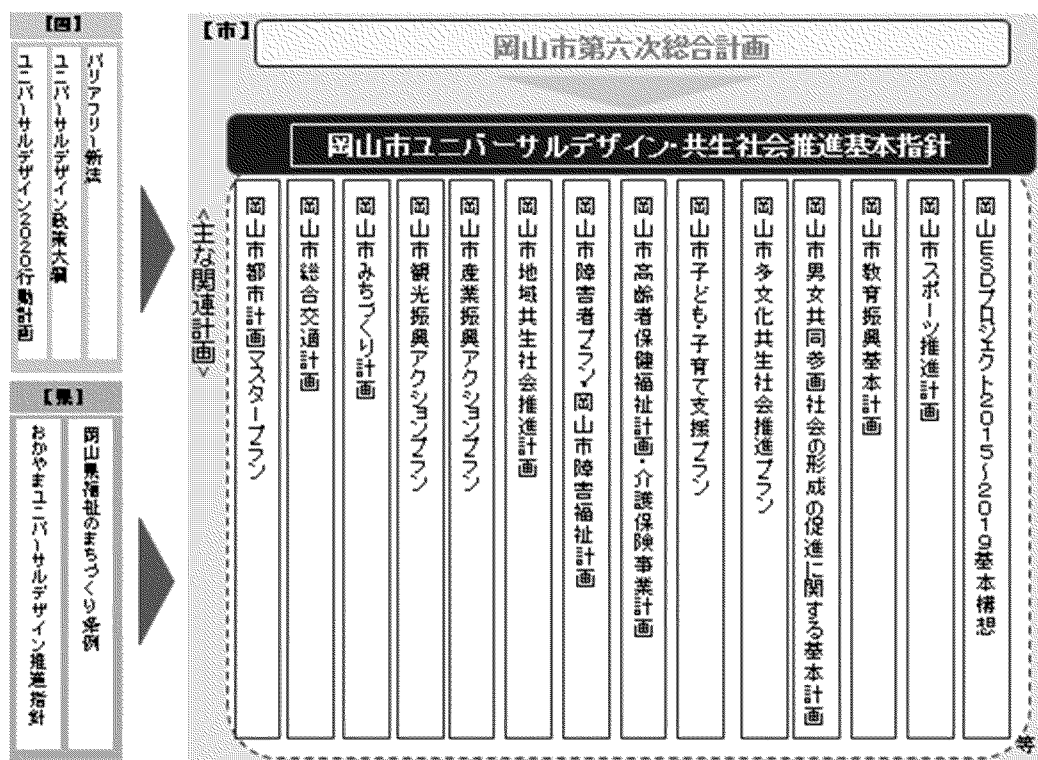 【国】
バリアフリー新法
ユニバーサルデザイン政策大綱
ユニバーサルデザイン2020行動計画
【県】
岡山県福祉のまちづくり条例
おかやまユニバーサルデザイン推進指針
【市】
岡山市第六次総合計画
岡山市ユニバーサルデザイン・共生社会推進基本指針
<主な関連計画>
岡山市都市計画マスタープラン
岡山市総合交通計画
岡山市みちづくり計画
岡山市観光振興アクションプラン
岡山市産業振興アクションプラン
岡山市地域共生社会推進計画
岡山市障害者プラン・岡山市障害福祉計画
岡山市高齢者保健福祉計画・介護保険事業計画
岡山市子ども・子育て支援プラン
岡山市多文化共生社会推進プラン
岡山市男女共同参画社会の形成の促進に関する基本計画
岡山市教育振興基本計画
岡山市スポーツ推進計画
岡山ESDプロジェクト2015～2019基本構想
等